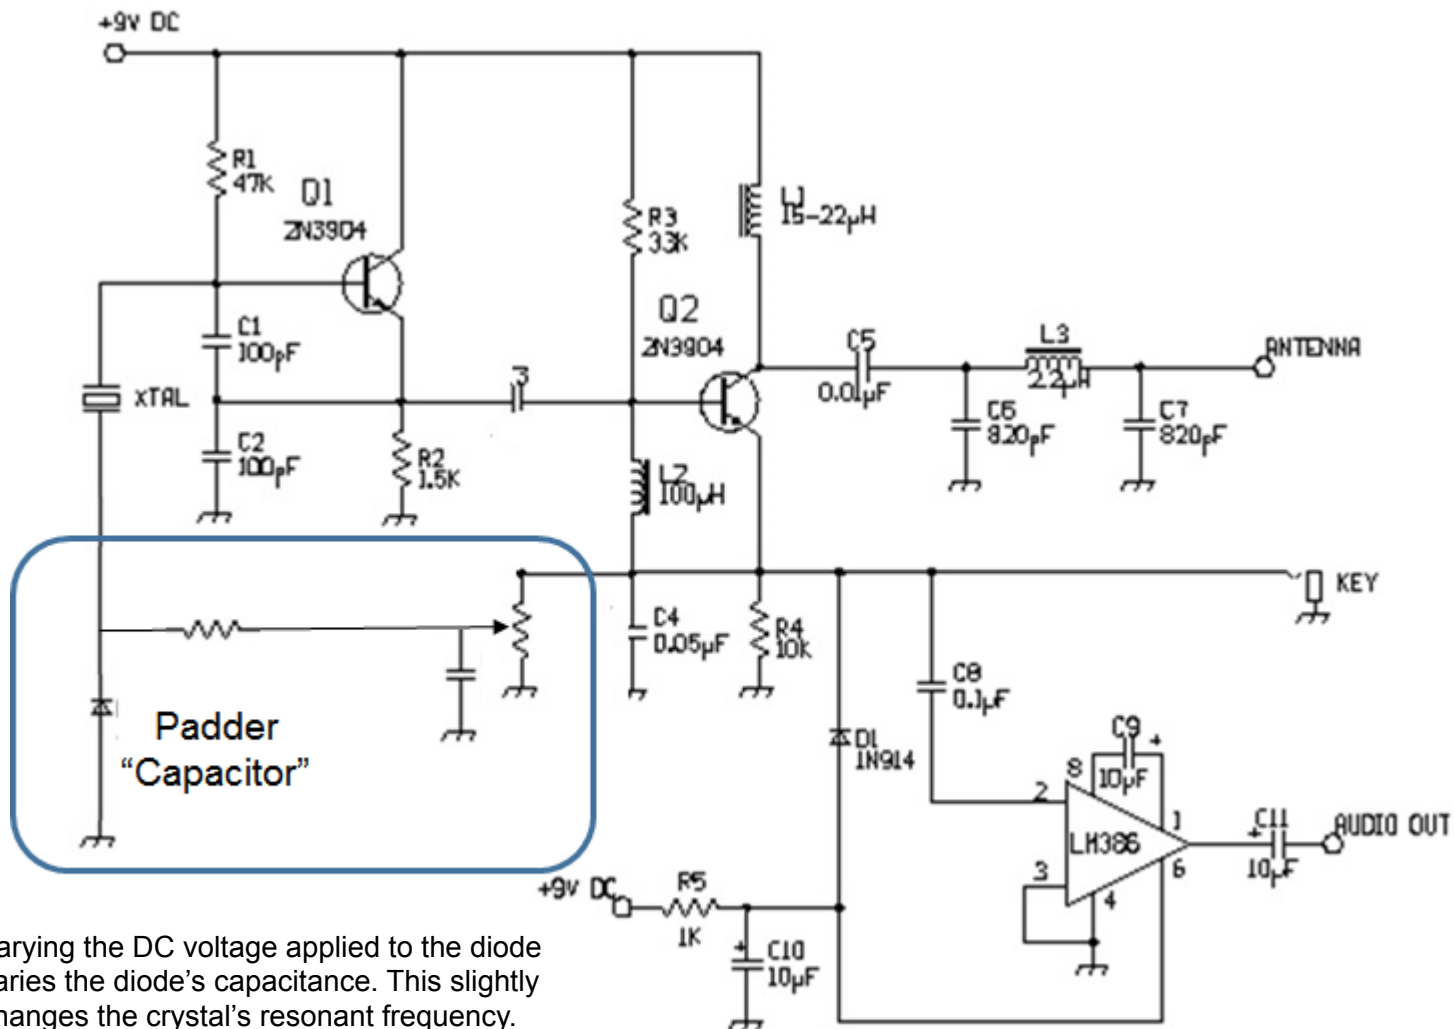 +9V DC
R1
47K
Q1
2N3904
R3
33K
L1
15-22µH
Q2
2N3904
C1
100pF
XTAL
C2
100pF
R2
1.5K
3
C5
0.01µF
L3
2.2µH
ANTENNA
C6
820pF
C7
820pF
L2
100µH
KEY
C4
0.05µF
R4
10K
C8
0.1µF
Padder
“Capacitor”
D1
1N914
C9
+
10µF
8
2
1
LM386
3
4
6
C11
+
10µF
AUDIO OUT
+9V DC
R5
1K
+
C10
10µF
arying the DC voltage applied to the diode
aries the diode’s capacitance. This slightly
hanges the crystal’s resonant frequency.